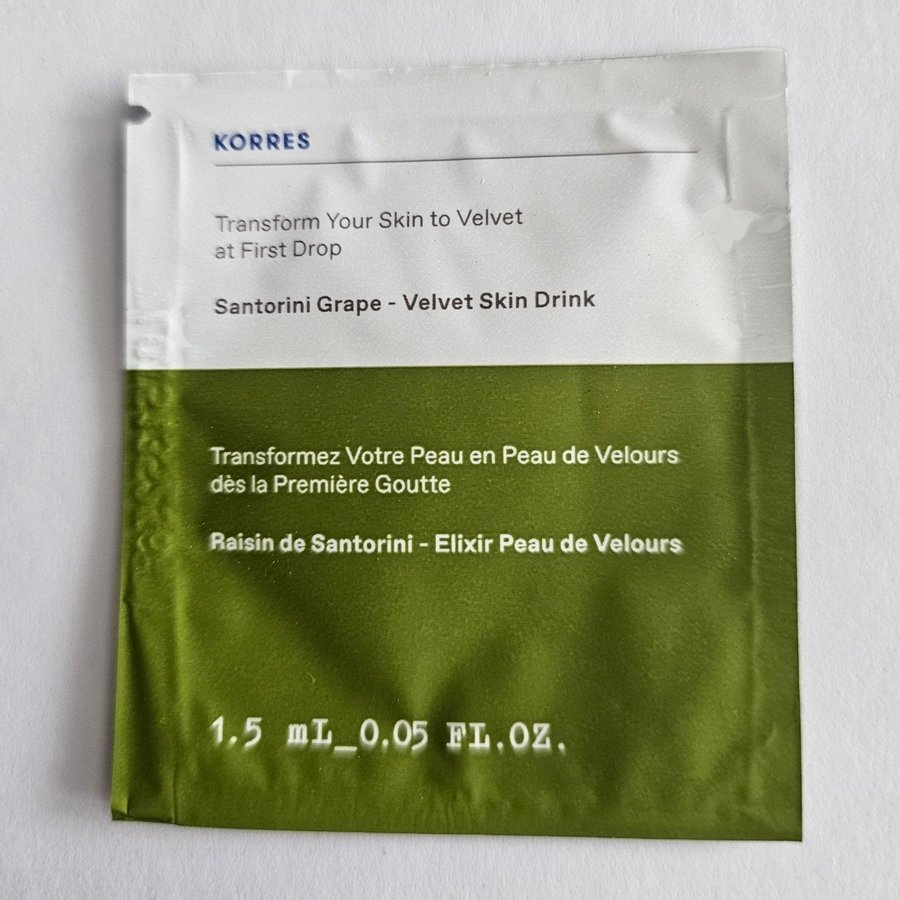 KORRES
Transform Your Skin to Velvet
at First Drop
Santorini Grape - Velvet Skin Drink
Transformez Votre Peau en Peau de Velours
dès la Première Goutte
Raisin de Santorini - Elixir Peau de Velours
1.5 mL_0.05 FL.OZ.